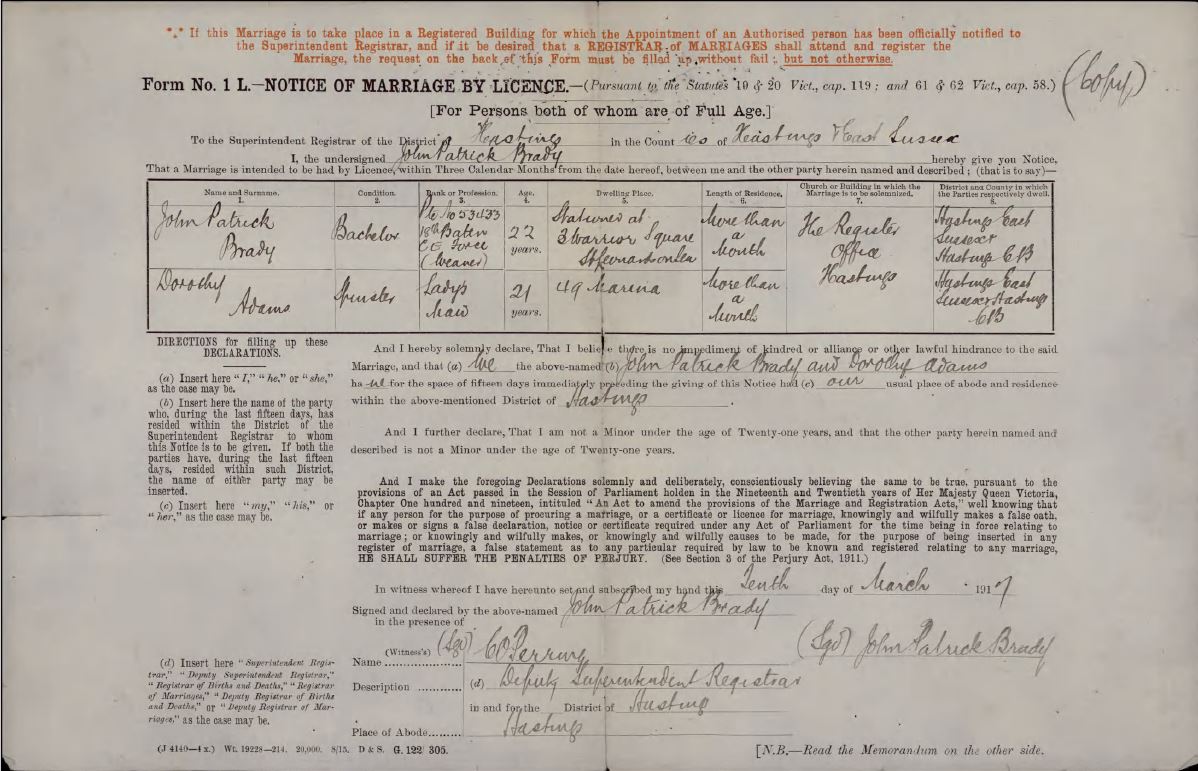 *.* If this Marriage is to take place in a Registered Building for which the Appointment of an Authorised person has been officially notified to
the Superintendent Registrar, and if it be desired that a REGISTRAR of MARRIAGES shall attend and register the
Marriage, the request on the back of this Form must be filled up without fail; but not otherwise.
(Copy)
Form No. 1 L.—NOTICE OF MARRIAGE BY LICENCE.—(Pursuant to the Statutes 19 & 20 Vict., cap. 119; and 61 & 62 Vict., cap. 58.)
[For Persons both of whom are of Full Age.]
To the Superintendent Registrar of the District of Hastings in the Count ies of Hastings & East Sussex
I, the undersigned John Patrick Brady hereby give you Notice,
That a Marriage is intended to be had by Licence, within Three Calendar Months from the date hereof, between me and the other party herein named and described; (that is to say)—
Name and Surname. 1.
Condition. 2.
Rank or Profession. 3.
Age. 4.
Dwelling Place. 5.
Length of Residence. 6.
Church or Building in which the Marriage is to be solemnized. 7.
District and County in which the Parties respectively dwell. 8.
John Patrick
Brady
Bachelor
Pte No 53433
18th Batn
CE Force
(Weaver)
22
years.
Stationed at
3 Warrior Square
St Leonards on Sea
More than
a
Month
The Register
Office
Hastings
Hastings East
Sussex
Hastings CB
Dorothy
Adams
Spinster
Lady's
Maid
21
years.
49 Marina
More than
a
Month
Hastings East
Sussex Hastings
CB
DIRECTIONS for filling up these
DECLARATIONS.
(a) Insert here "I," "he," or "she,"
as the case may be.
(b) Insert here the name of the party
who, during the last fifteen days, has
resided within the District of the
Superintendent Registrar to whom
this Notice is to be given. If both the
parties have, during the last fifteen
days, resided within such District,
the name of either party may be
inserted.
(c) Insert here "my," "his," or
"her," as the case may be.
And I hereby solemnly declare, That I believe there is no impediment of kindred or alliance or other lawful hindrance to the said
Marriage, and that (a) We the above-named (b) John Patrick Brady and Dorothy Adams
ha ve for the space of fifteen days immediately preceding the giving of this Notice had (c) our usual place of abode and residence
within the above-mentioned District of Hastings.
And I further declare, That I am not a Minor under the age of Twenty-one years, and that the other party herein named and
described is not a Minor under the age of Twenty-one years.
And I make the foregoing Declarations solemnly and deliberately, conscientiously believing the same to be true, pursuant to the
provisions of an Act passed in the Session of Parliament holden in the Nineteenth and Twentieth years of Her Majesty Queen Victoria,
Chapter One hundred and nineteen, intituled "An Act to amend the provisions of the Marriage and Registration Acts," well knowing that
if any person for the purpose of procuring a marriage, or a certificate or licence for marriage, knowingly and wilfully makes a false oath,
or makes or signs a false declaration, notice or certificate required under any Act of Parliament for the time being in force relating to
marriage; or knowingly and wilfully makes, or knowingly and wilfully causes to be made, for the purpose of being inserted in any
register of marriage, a false statement as to any particular required by law to be known and registered relating to any marriage,
HE SHALL SUFFER THE PENALTIES OF PERJURY. (See Section 3 of the Perjury Act, 1911.)
In witness whereof I have hereunto set and subscribed my hand this Tenth day of March 1917
Signed and declared by the above-named John Patrick Brady
in the presence of
(Sgd) John Patrick Brady
(Witness's) (Sgd)
Name
Description (d) Deputy Superintendent Registrar
in and for the District of Hastings
Place of Abode Hastings
(d) Insert here "Superintendent Regis-
trar," "Deputy Superintendent Registrar,"
"Registrar of Births and Deaths," "Registrar
of Marriages," "Deputy Registrar of Births
and Deaths," or "Deputy Registrar of Mar-
riages," as the case may be.
(J 4140—4 x.) Wt. 19228—214. 20,000. 8/15. D & S. G. 122/305.
[N.B.—Read the Memorandum on the other side.